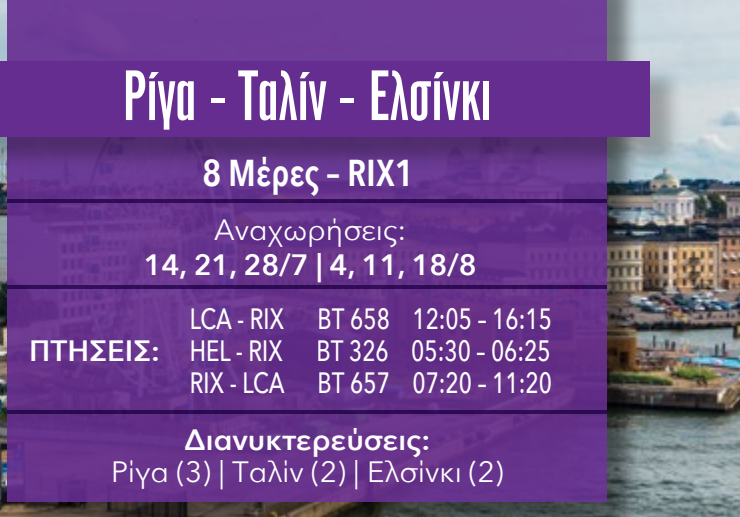 Ρίγα - Ταλίν - Ελσίνκι
8 Μέρες – RIX1
Αναχωρήσεις:
14, 21, 28/7 | 4, 11, 18/8
LCA - RIX BT 658 12:05 – 16:15
ΠΤΗΣΕΙΣ: HEL - RIX BT 326 05:30 – 06:25
RIX - LCA BT 657 07:20 – 11:20
Διανυκτερεύσεις:
Ρίγα (3) | Ταλίν (2) | Ελσίνκι (2)